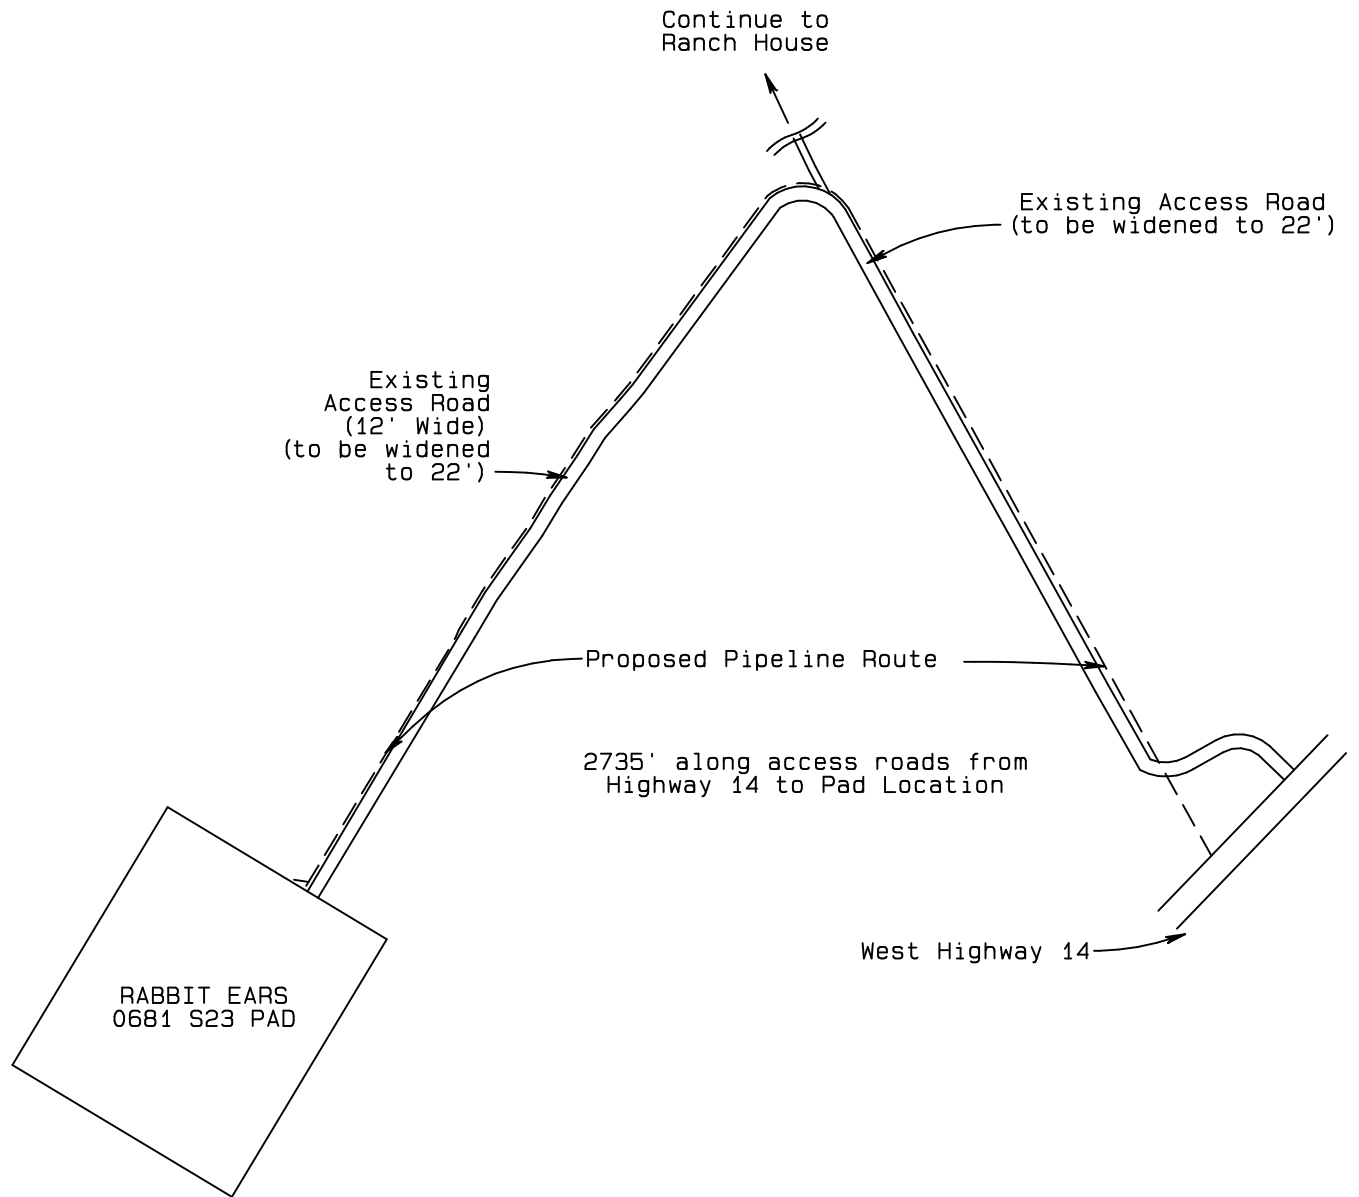 Continue to
Ranch House
Existing Access Road
(to be widened to 22')
Existing
Access Road
(12' Wide)
(to be widened
to 22')
Proposed Pipeline Route
2735' along access roads from
Highway 14 to Pad Location
West Highway 14
RABBIT EARS
0681 S23 PAD